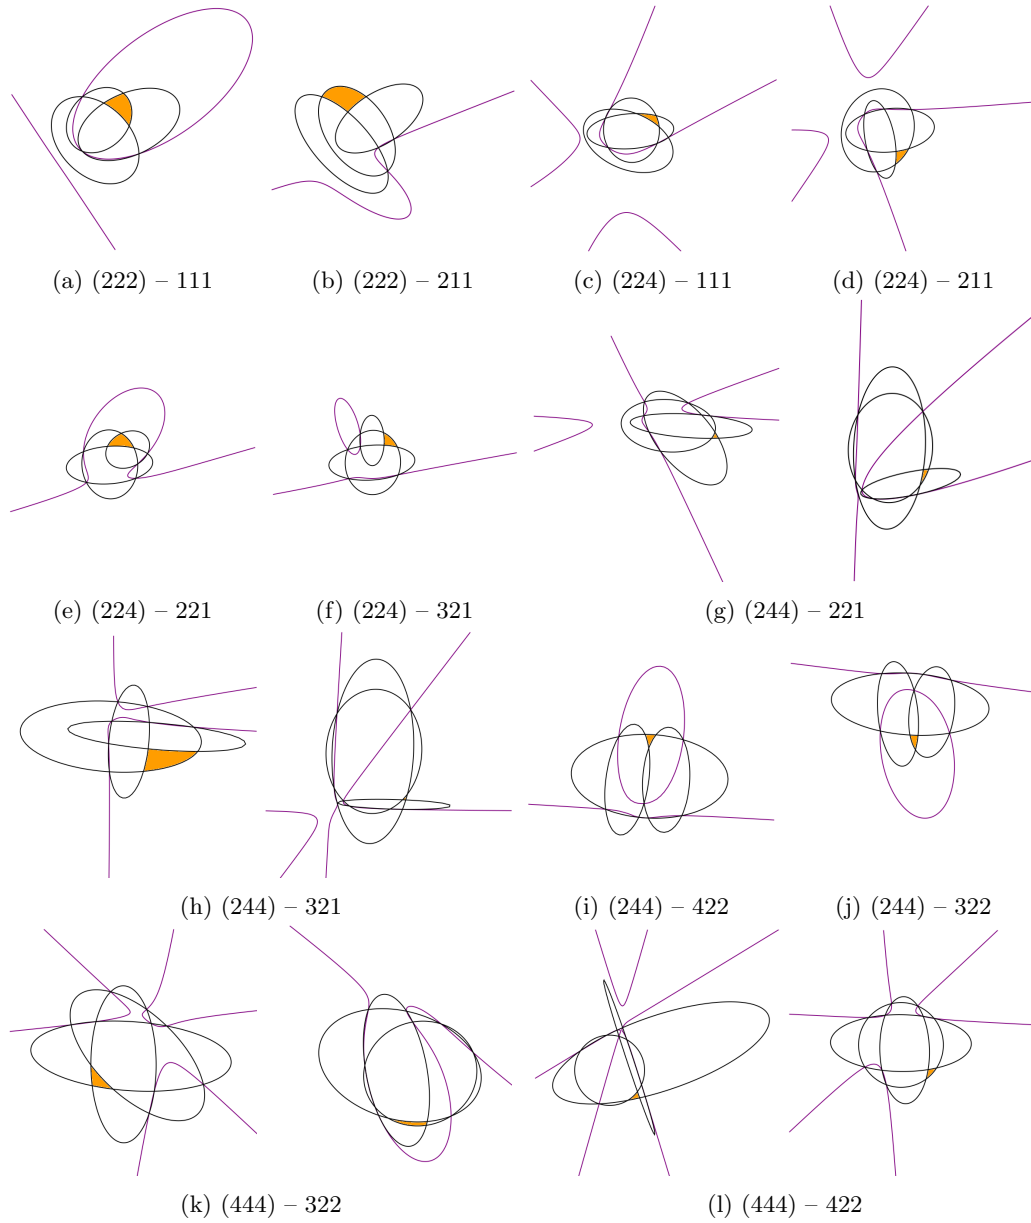 (a) (222) – 111
(b) (222) – 211
(c) (224) – 111
(d) (224) – 211
(e) (224) – 221
(f) (224) – 321
(g) (244) – 221
(h) (244) – 321
(i) (244) – 422
(j) (244) – 322
(k) (444) – 322
(l) (444) – 422